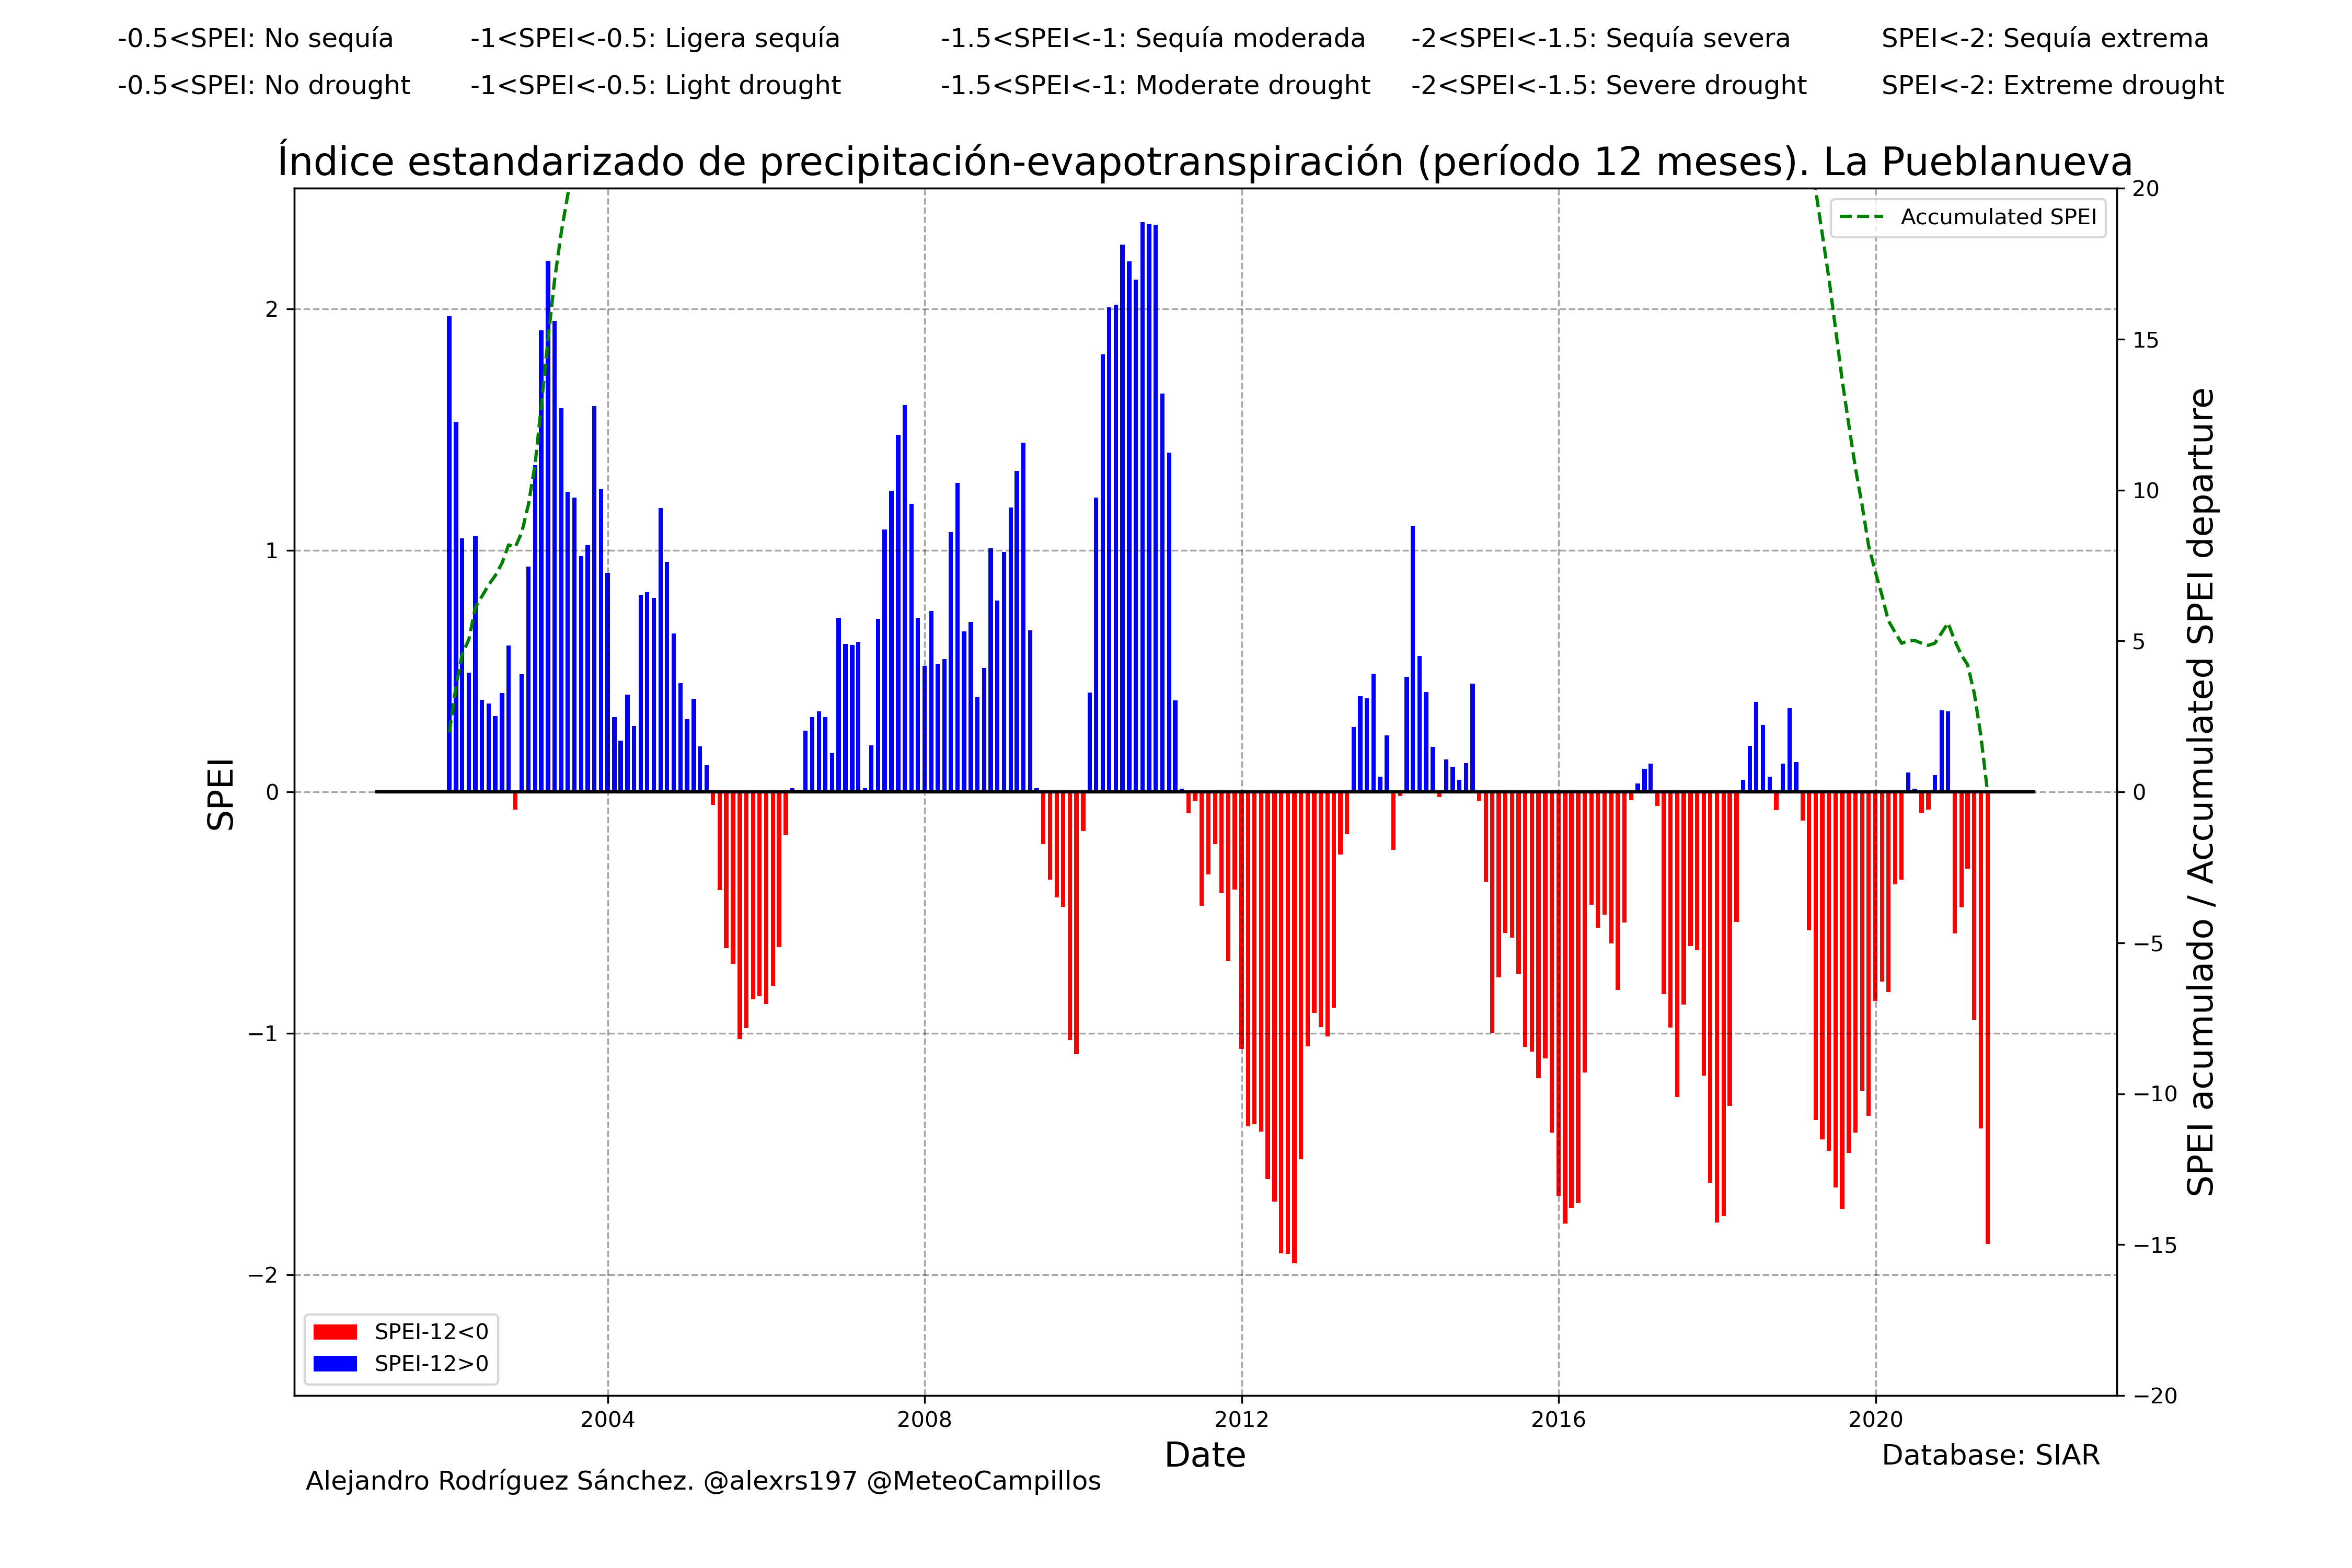 -0.5<SPEI: No sequía -1<SPEI<-0.5: Ligera sequía -1.5<SPEI<-1: Sequía moderada -2<SPEI<-1.5: Sequía severa SPEI<-2: Sequía extrema
-0.5<SPEI: No drought -1<SPEI<-0.5: Light drought -1.5<SPEI<-1: Moderate drought -2<SPEI<-1.5: Severe drought SPEI<-2: Extreme drought
Índice estandarizado de precipitación-evapotranspiración (período 12 meses). La Pueblanueva
SPEI
2
1
0
−1
−2
Accumulated SPEI
20
15
10
5
0
−5
−10
−15
−20
SPEI acumulado / Accumulated SPEI departure
SPEI-12<0
SPEI-12>0
2004 2008 2012 2016 2020
Date
Database: SIAR
Alejandro Rodríguez Sánchez. @alexrs197 @MeteoCampillos